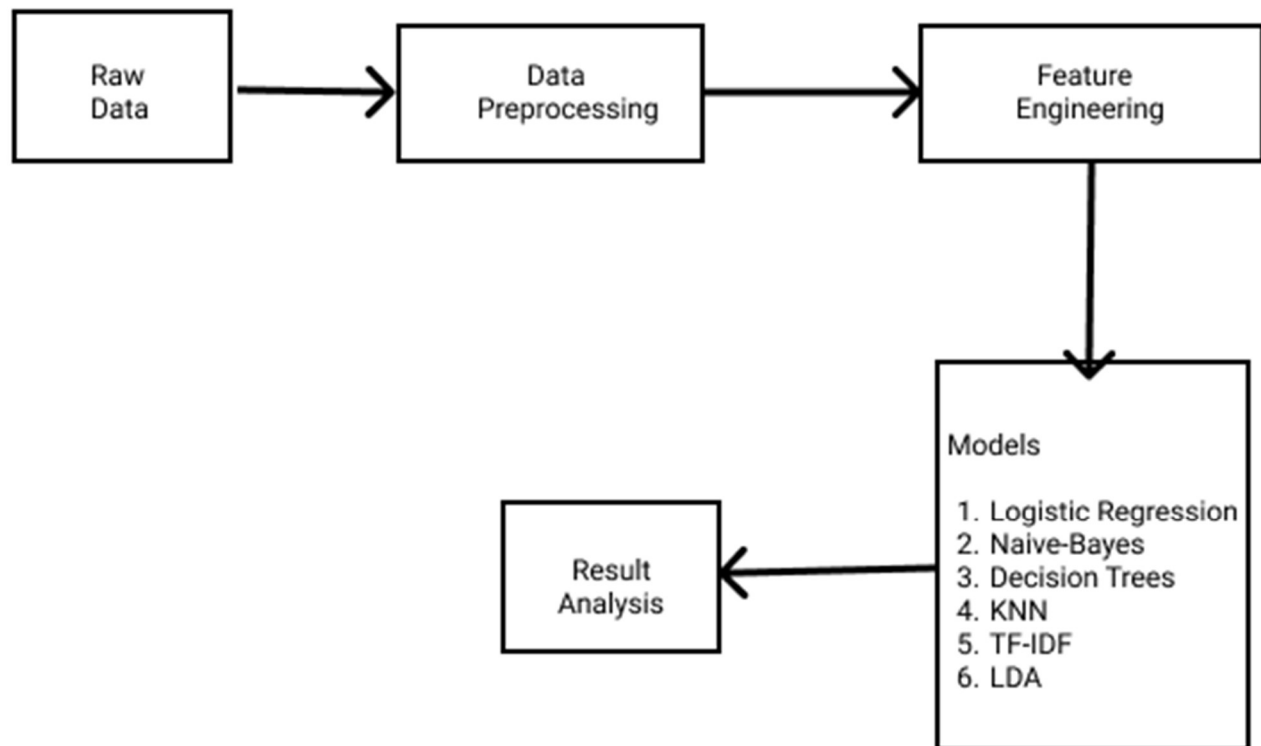 Raw
Data
Data
Preprocessing
Feature
Engineering
Models
1. Logistic Regression
2. Naive-Bayes
3. Decision Trees
4. KNN
5. TF-IDF
6. LDA
Result
Analysis